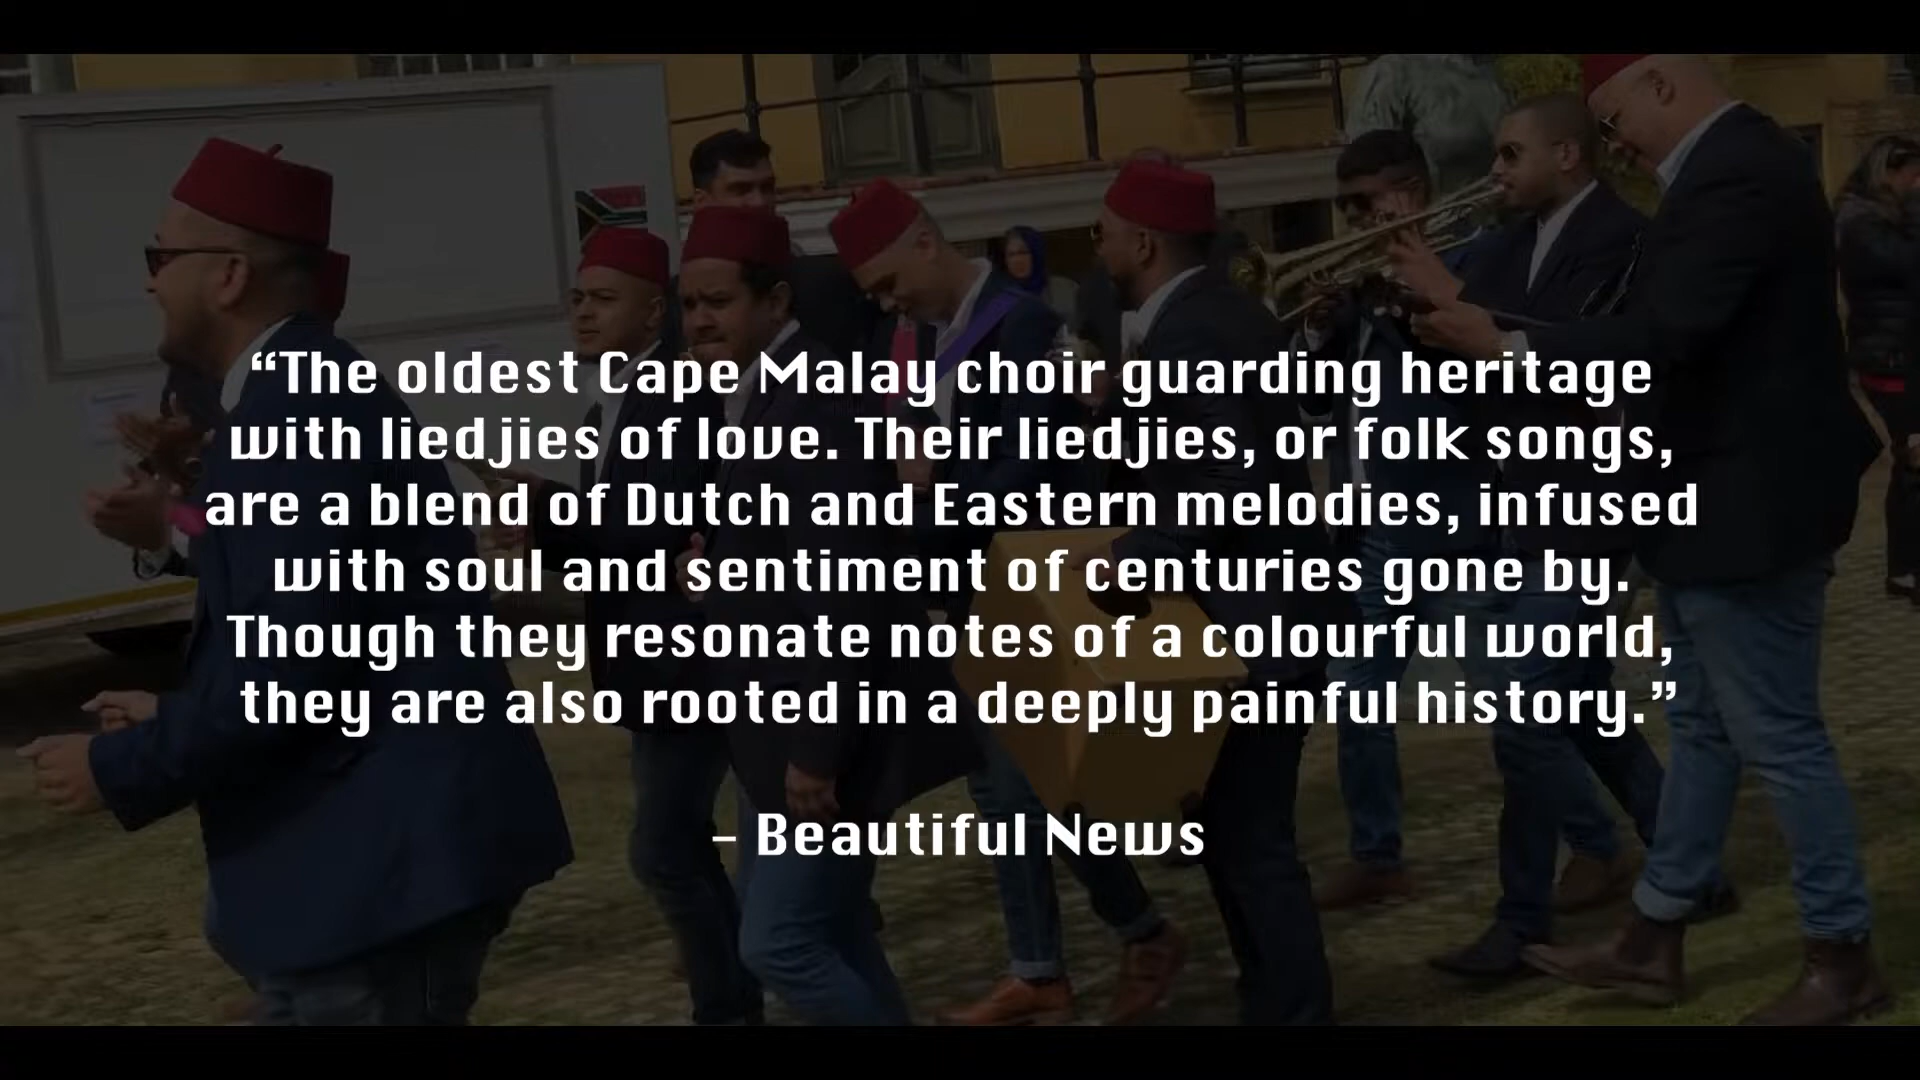 “The oldest Cape Malay choir guarding heritage
with liedjies of love. Their liedjies, or folk songs,
are a blend of Dutch and Eastern melodies, infused
with soul and sentiment of centuries gone by.
Though they resonate notes of a colourful world,
they are also rooted in a deeply painful history.”
– Beautiful News